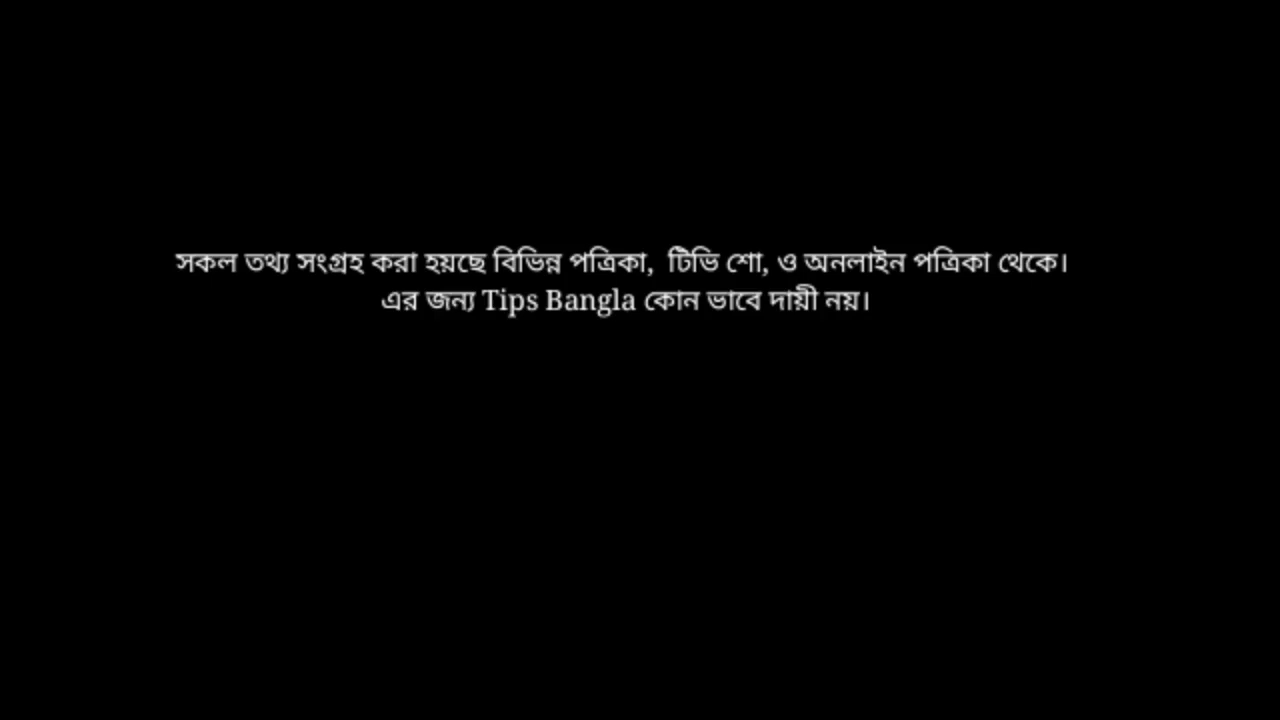 সকল তথ্য সংগ্রহ করা হয়ছে বিভিন্ন পত্রিকা, টিভি শো, ও অনলাইন পত্রিকা থেকে।
এর জন্য Tips Bangla কোন ভাবে দায়ী নয়।